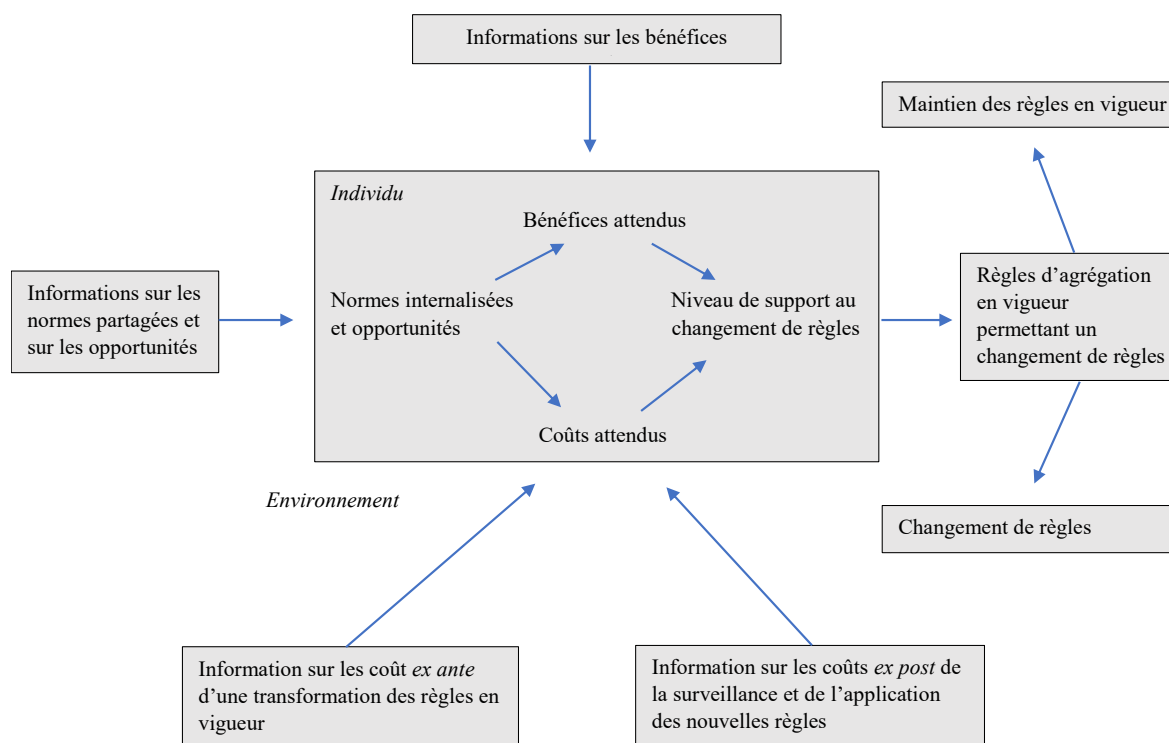 Informations sur les bénéfices
Maintien des règles en vigueur
Individu
Bénéfices attendus
Informations sur les
normes partagées et
sur les opportunités
Normes internalisées
et opportunités
Niveau de support au
changement de règles
Règles d’agrégation
en vigueur
permettant un
changement de règles
Coûts attendus
Environnement
Changement de règles
Information sur les coût ex ante
d’une transformation des règles en
vigueur
Information sur les coûts ex post de
la surveillance et de l’application
des nouvelles règles